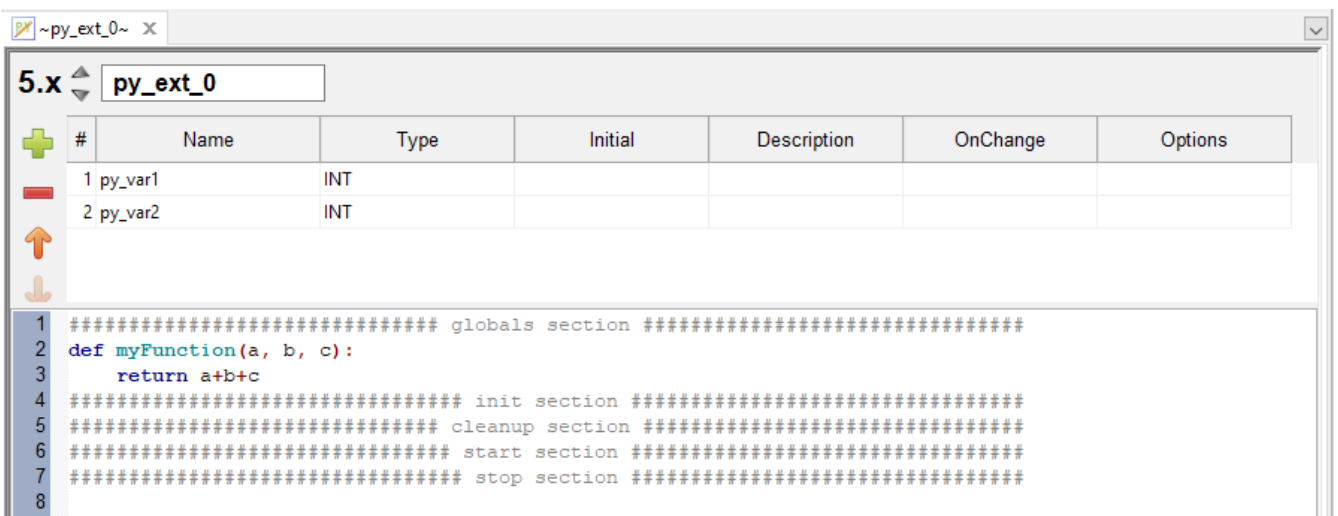 ~py_ext_0~ X
5.x py_ext_0
# Name Type Initial Description OnChange Options
1 py_var1 INT
2 py_var2 INT
1 ############################### globals section ################################
2 def myFunction(a, b, c):
3     return a+b+c
4 ################################# init section #################################
5 ############################### cleanup section ################################
6 ################################ start section #################################
7 ################################# stop section #################################
8